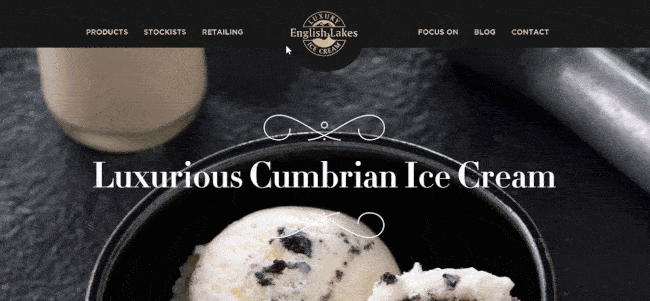 PRODUCTS STOCKISTS RETAILING
LUXURY
English Lakes
ICE CREAM
FOCUS ON BLOG CONTACT
Luxurious Cumbrian Ice Cream